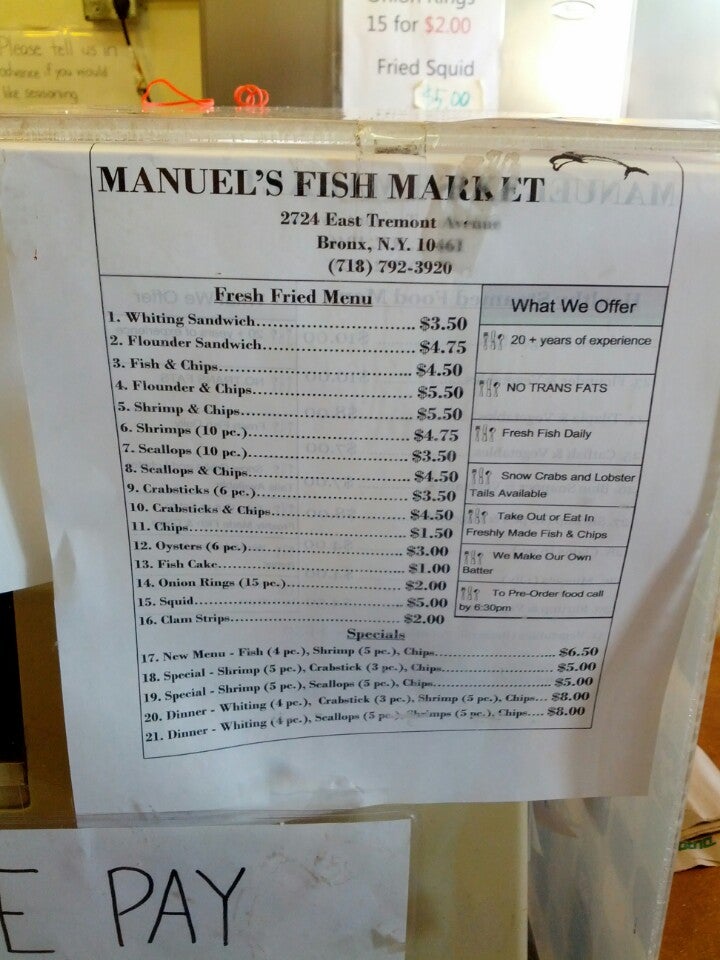 Please tell us in
advance if you would
like seasoning
Onion Rings
15 for $2.00
Fried Squid
$5.00
MANUEL'S FISH MARKET
2724 East Tremont Avenue
Bronx, N.Y. 10461
(718) 792-3920
Fresh Fried Menu
1. Whiting Sandwich.................................. $3.50
2. Flounder Sandwich................................ $4.75
3. Fish & Chips........................................... $4.50
4. Flounder & Chips................................... $5.50
5. Shrimp & Chips...................................... $5.50
6. Shrimps (10 pc.)..................................... $4.75
7. Scallops (10 pc.)..................................... $3.50
8. Scallops & Chips..................................... $4.50
9. Crabsticks (6 pc.)................................... $3.50
10. Crabsticks & Chips............................... $4.50
11. Chips...................................................... $1.50
12. Oysters (6 pc.)....................................... $3.00
13. Fish Cake............................................... $1.00
14. Onion Rings (15 pc.)............................. $2.00
15. Squid...................................................... $5.00
16. Clam Strips............................................ $2.00
What We Offer
20 + years of experience
NO TRANS FATS
Fresh Fish Daily
Snow Crabs and Lobster
Tails Available
Take Out or Eat In
Freshly Made Fish & Chips
We Make Our Own
Batter
To Pre-Order food call
by 6:30pm
Specials
17. New Menu - Fish (4 pc.), Shrimp (5 pc.), Chips............................ $6.50
18. Special - Shrimp (5 pc.), Crabstick (3 pc.), Chips......................... $5.00
19. Special - Shrimp (5 pc.), Scallops (5 pc.), Chips........................... $5.00
20. Dinner - Whiting (4 pc.), Crabstick (3 pc.), Shrimp (5 pc.), Chips... $8.00
21. Dinner - Whiting (4 pc.), Scallops (5 pc.), Shrimps (5 pc.), Chips.... $8.00
E PAY